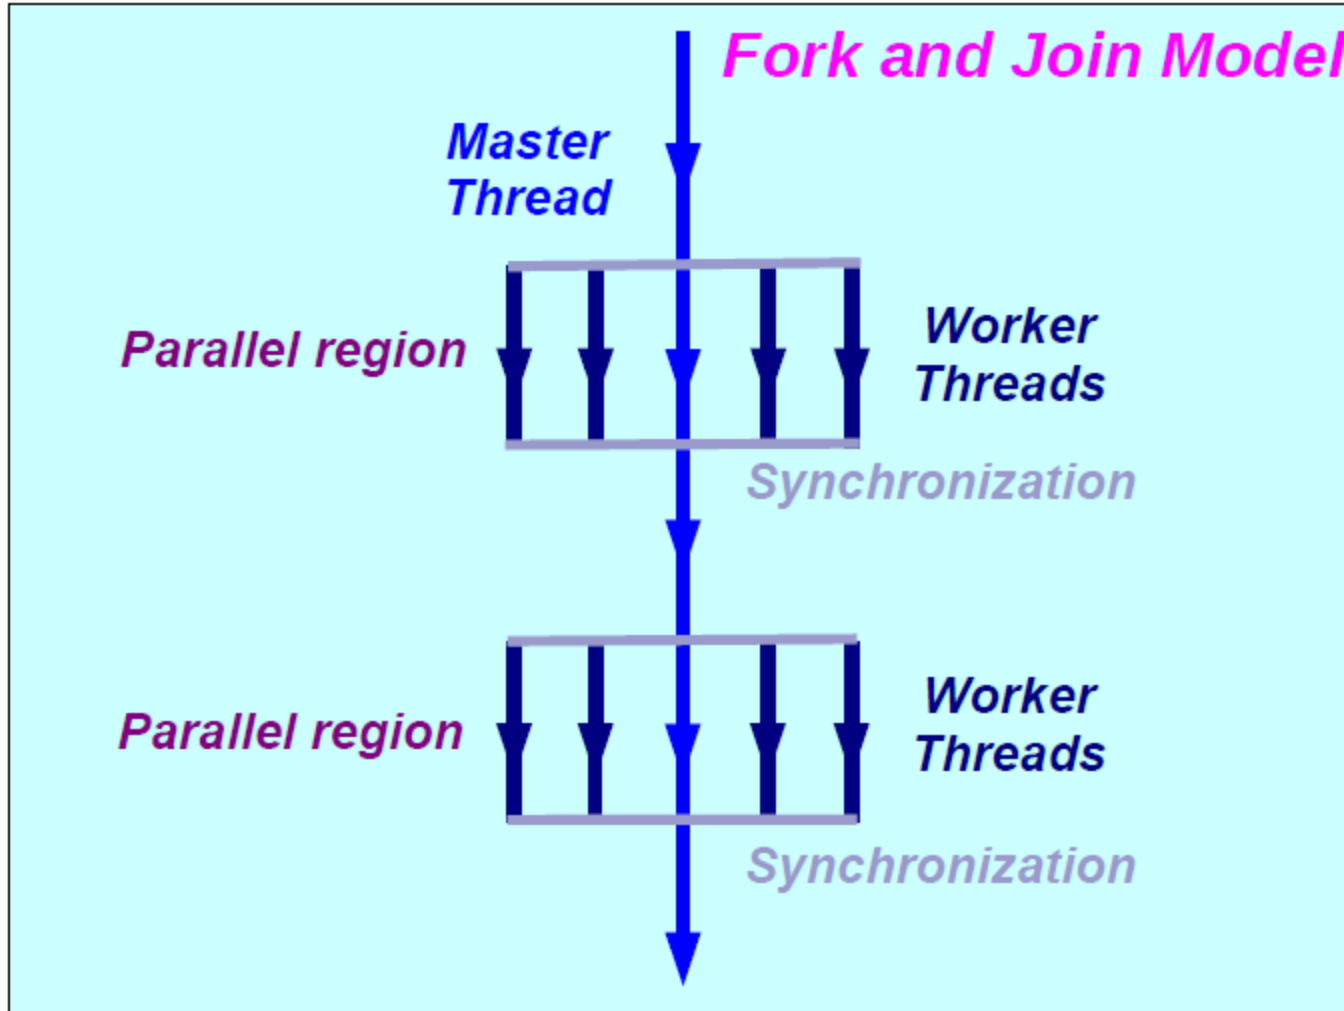 Fork and Join Model
Master
Thread
Parallel region
Worker
Threads
Synchronization
Parallel region
Worker
Threads
Synchronization